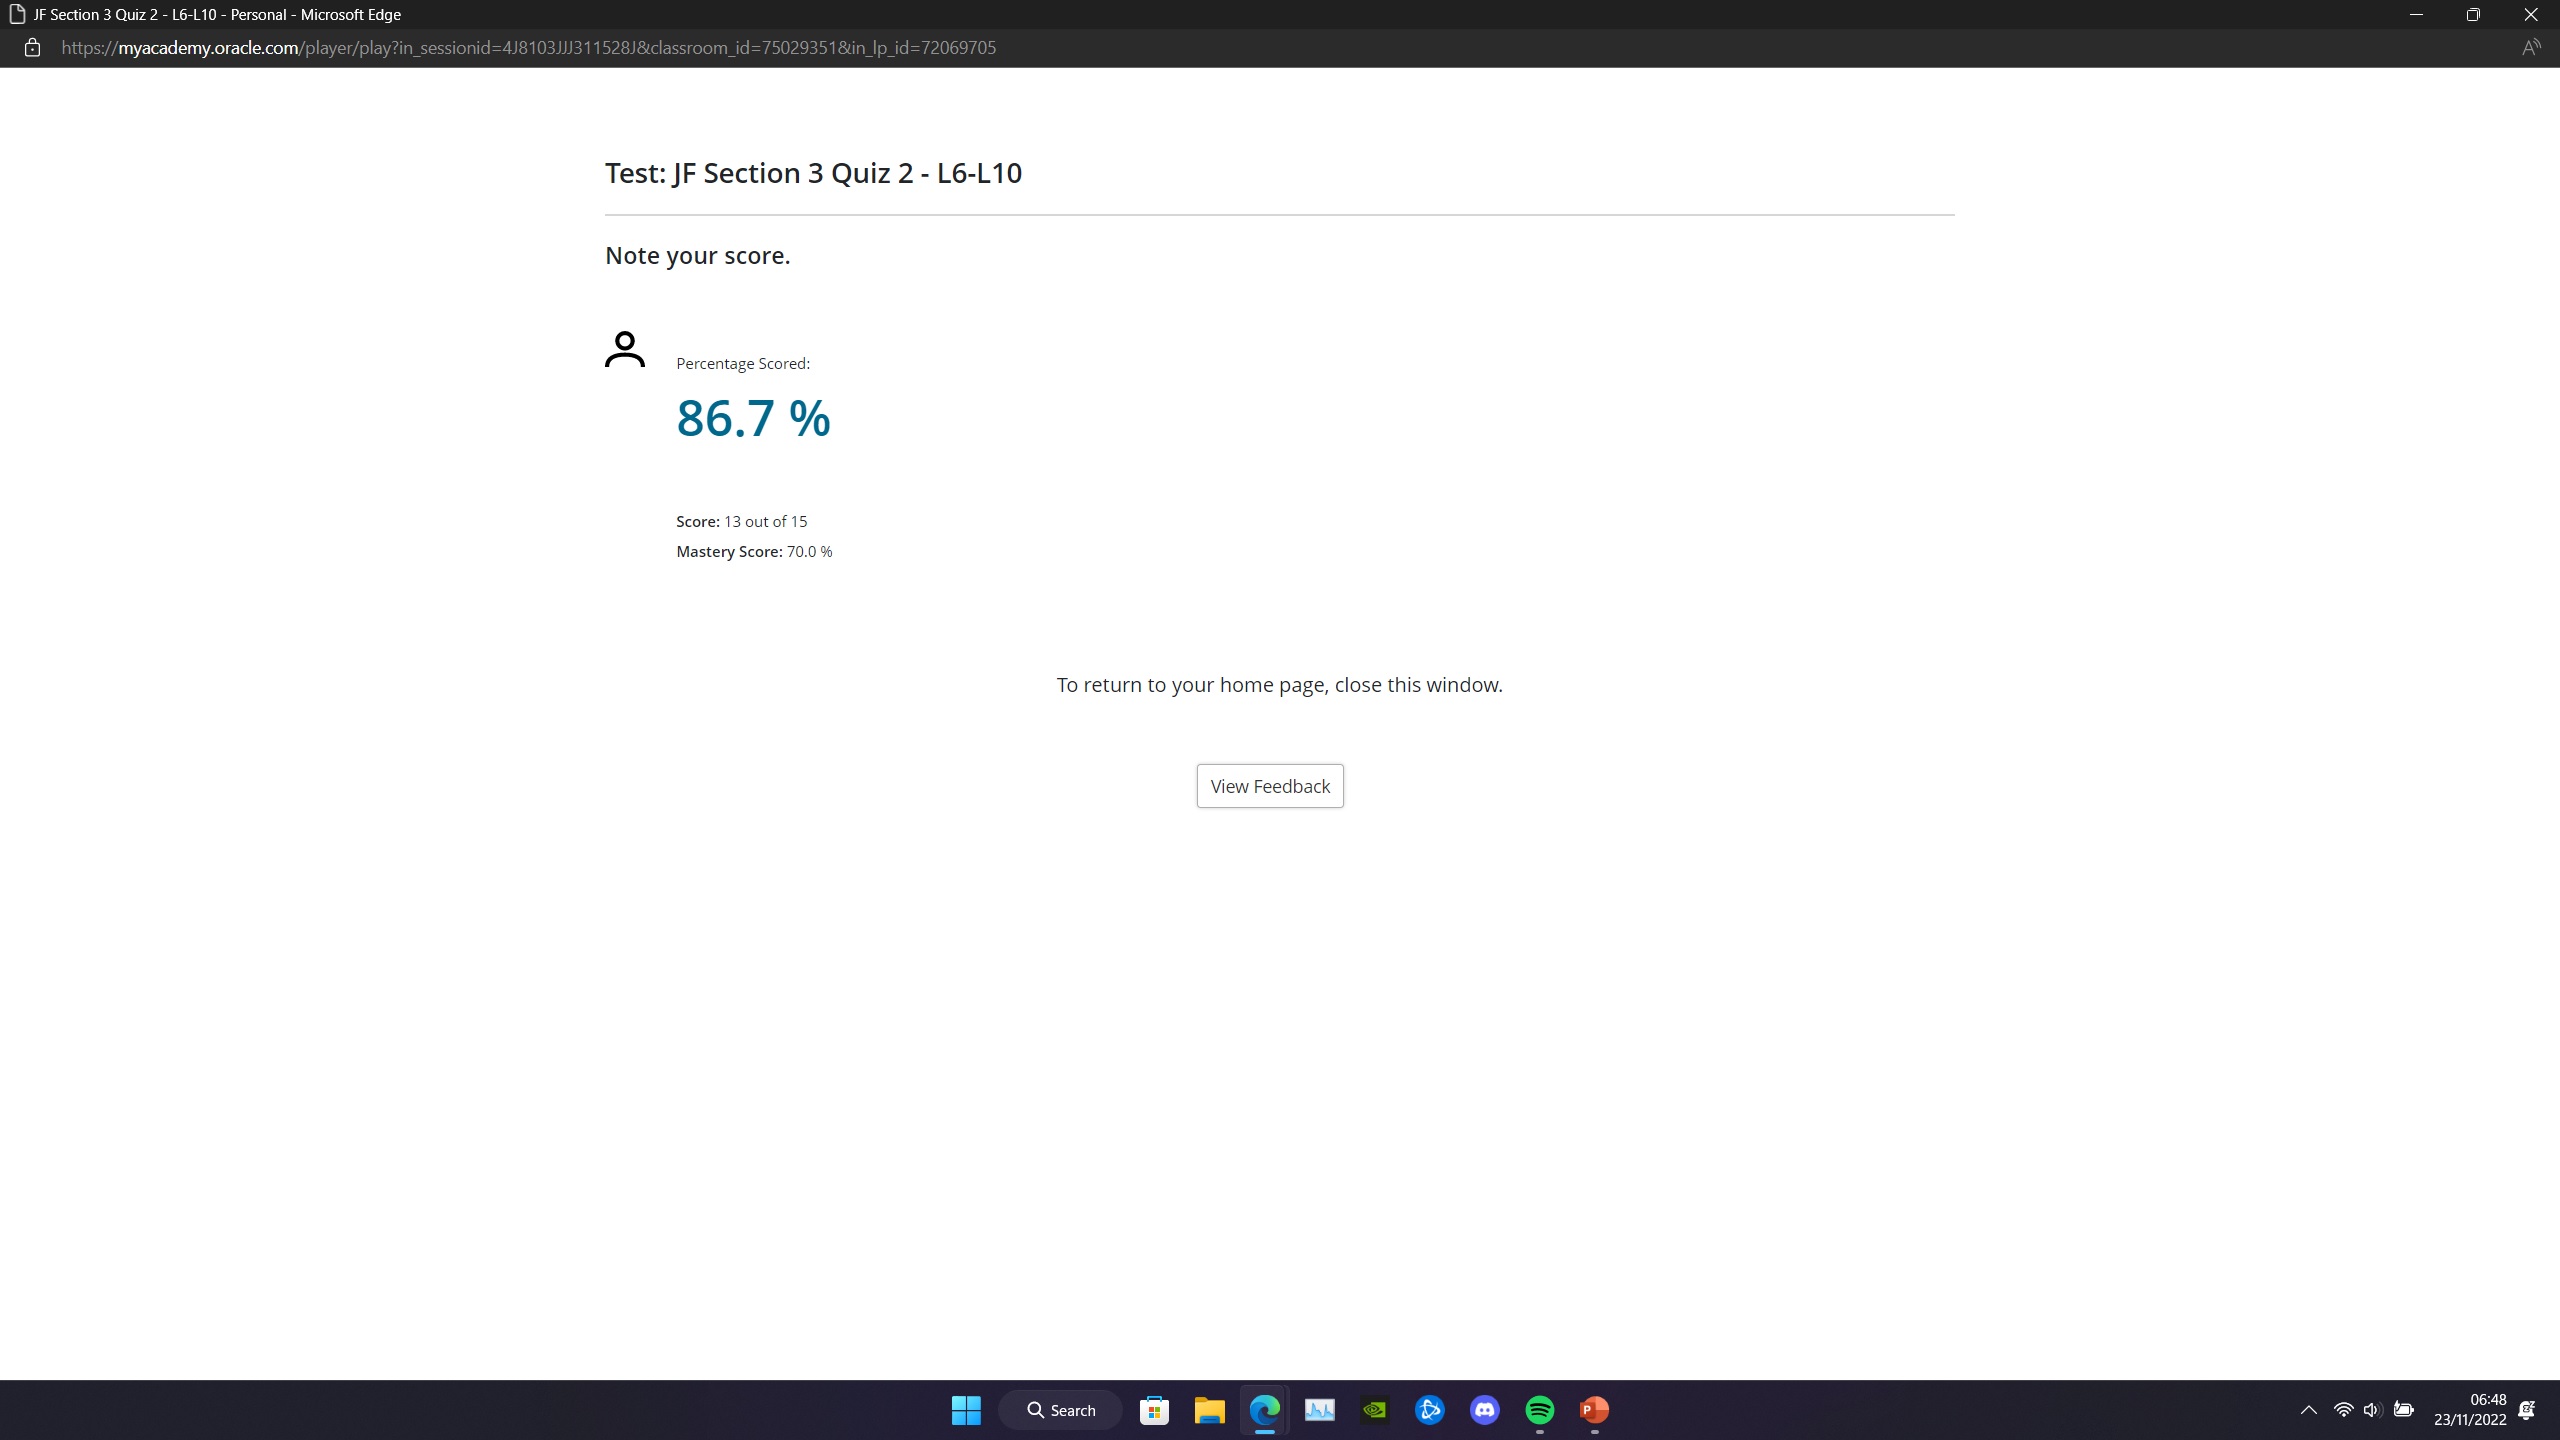 JF Section 3 Quiz 2 - L6-L10 - Personal - Microsoft Edge
https://myacademy.oracle.com/player/play?in_sessionid=4J8103JJJ311528J&classroom_id=75029351&in_lp_id=72069705
Test: JF Section 3 Quiz 2 - L6-L10
Note your score.
Percentage Scored:
86.7 %
Score: 13 out of 15
Mastery Score: 70.0 %
To return to your home page, close this window.
View Feedback
Search
06:48
23/11/2022